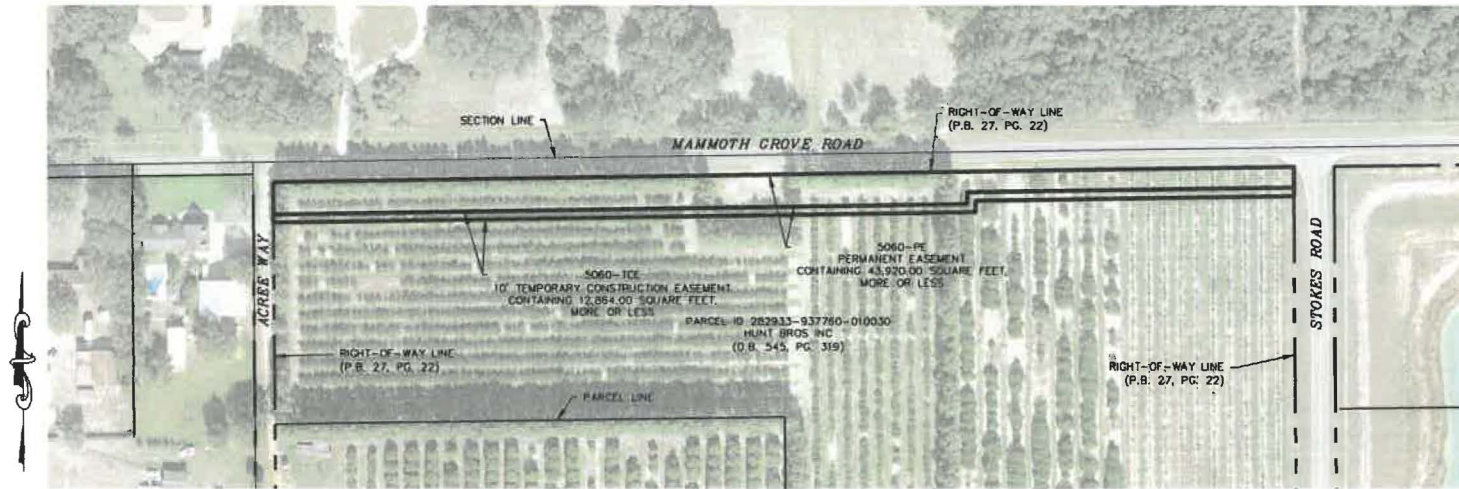 SECTION LINE
MAMMOTH GROVE ROAD
RIGHT-OF-WAY LINE
(P.B. 27, PG. 22)
ACREE WAY
5060-TCE
10' TEMPORARY CONSTRUCTION EASEMENT
CONTAINING 12,864.00 SQUARE FEET,
MORE OR LESS
5060-PE
PERMANENT EASEMENT
CONTAINING 43,920.00 SQUARE FEET,
MORE OR LESS
PARCEL ID 282933-937760-010030
HUNT BROS INC
(O.B. 545, PG. 319)
RIGHT-OF-WAY LINE
(P.B. 27, PG. 22)
PARCEL LINE
RIGHT-OF-WAY LINE
(P.B. 27, PG. 22)
STOKES ROAD